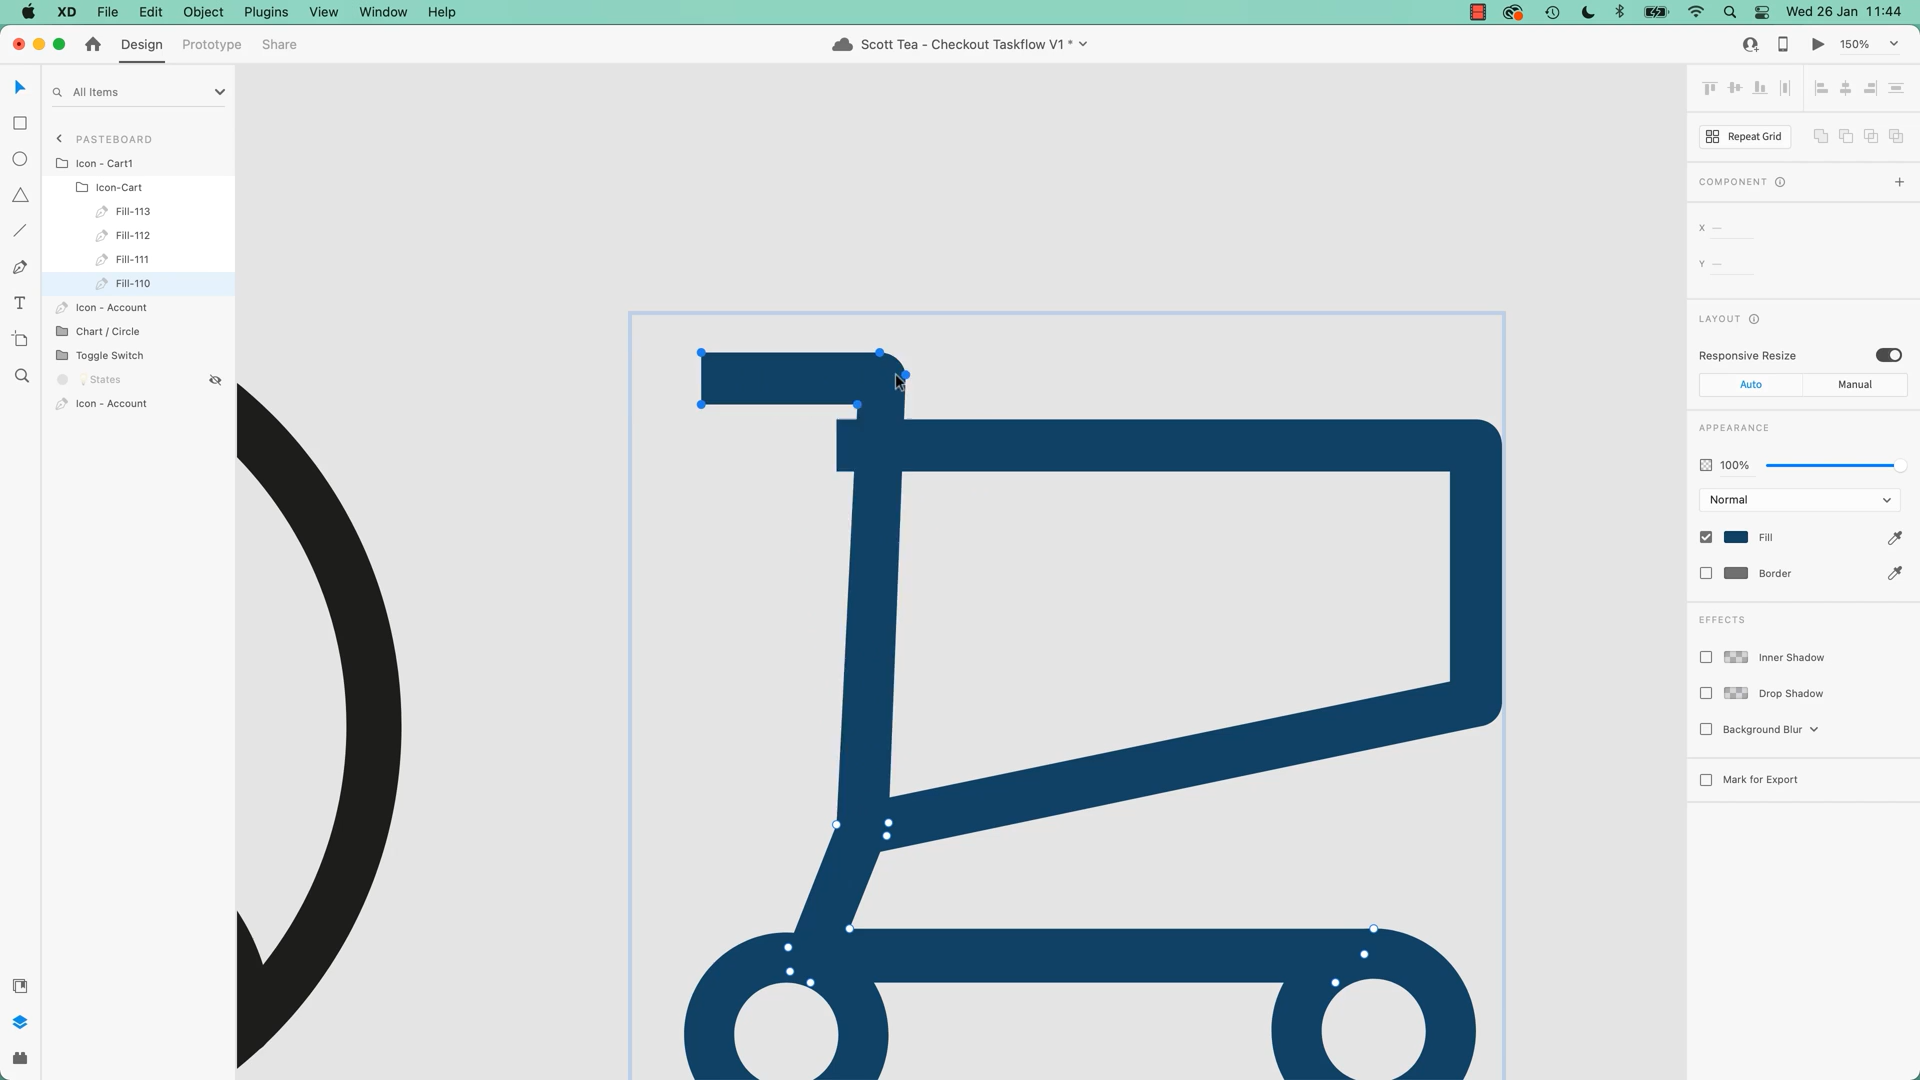 XD File Edit Object Plugins View Window Help Wed 26 Jan 11:44
Design Prototype Share Scott Tea - Checkout Taskflow V1 * 150%
All Items
PASTEBOARD
Icon - Cart1
Icon-Cart
Fill-113
Fill-112
Fill-111
Fill-110
Icon - Account
Chart / Circle
Toggle Switch
States
Icon - Account
Repeat Grid
COMPONENT
X —
Y —
LAYOUT
Responsive Resize
Auto Manual
APPEARANCE
100%
Normal
Fill
Border
EFFECTS
Inner Shadow
Drop Shadow
Background Blur
Mark for Export